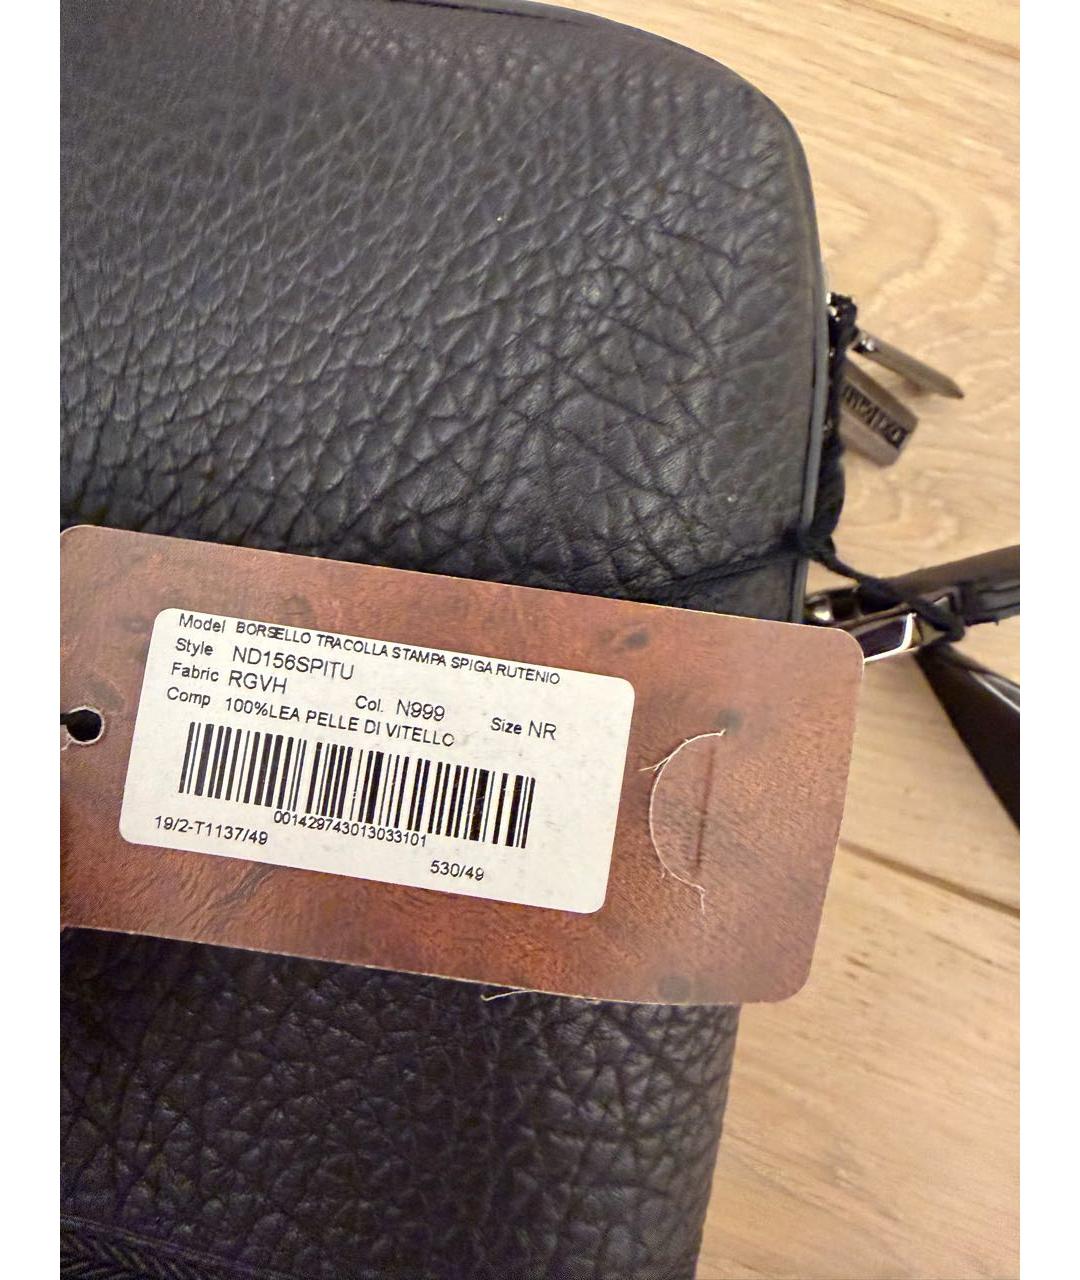 Model BORSELLO TRACOLLA STAMPA SPIGA RUTENIO
Style ND156SPITU
Fabric RGVH Col. N999 Size NR
Comp 100%LEA PELLE DI VITELLO
001429743013033101
19/2-T1137/49 530/49